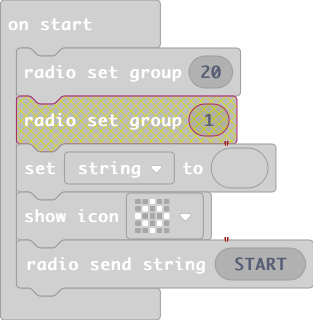 on start
radio set group 20
radio set group 1
set string to "
show icon
radio send string " START